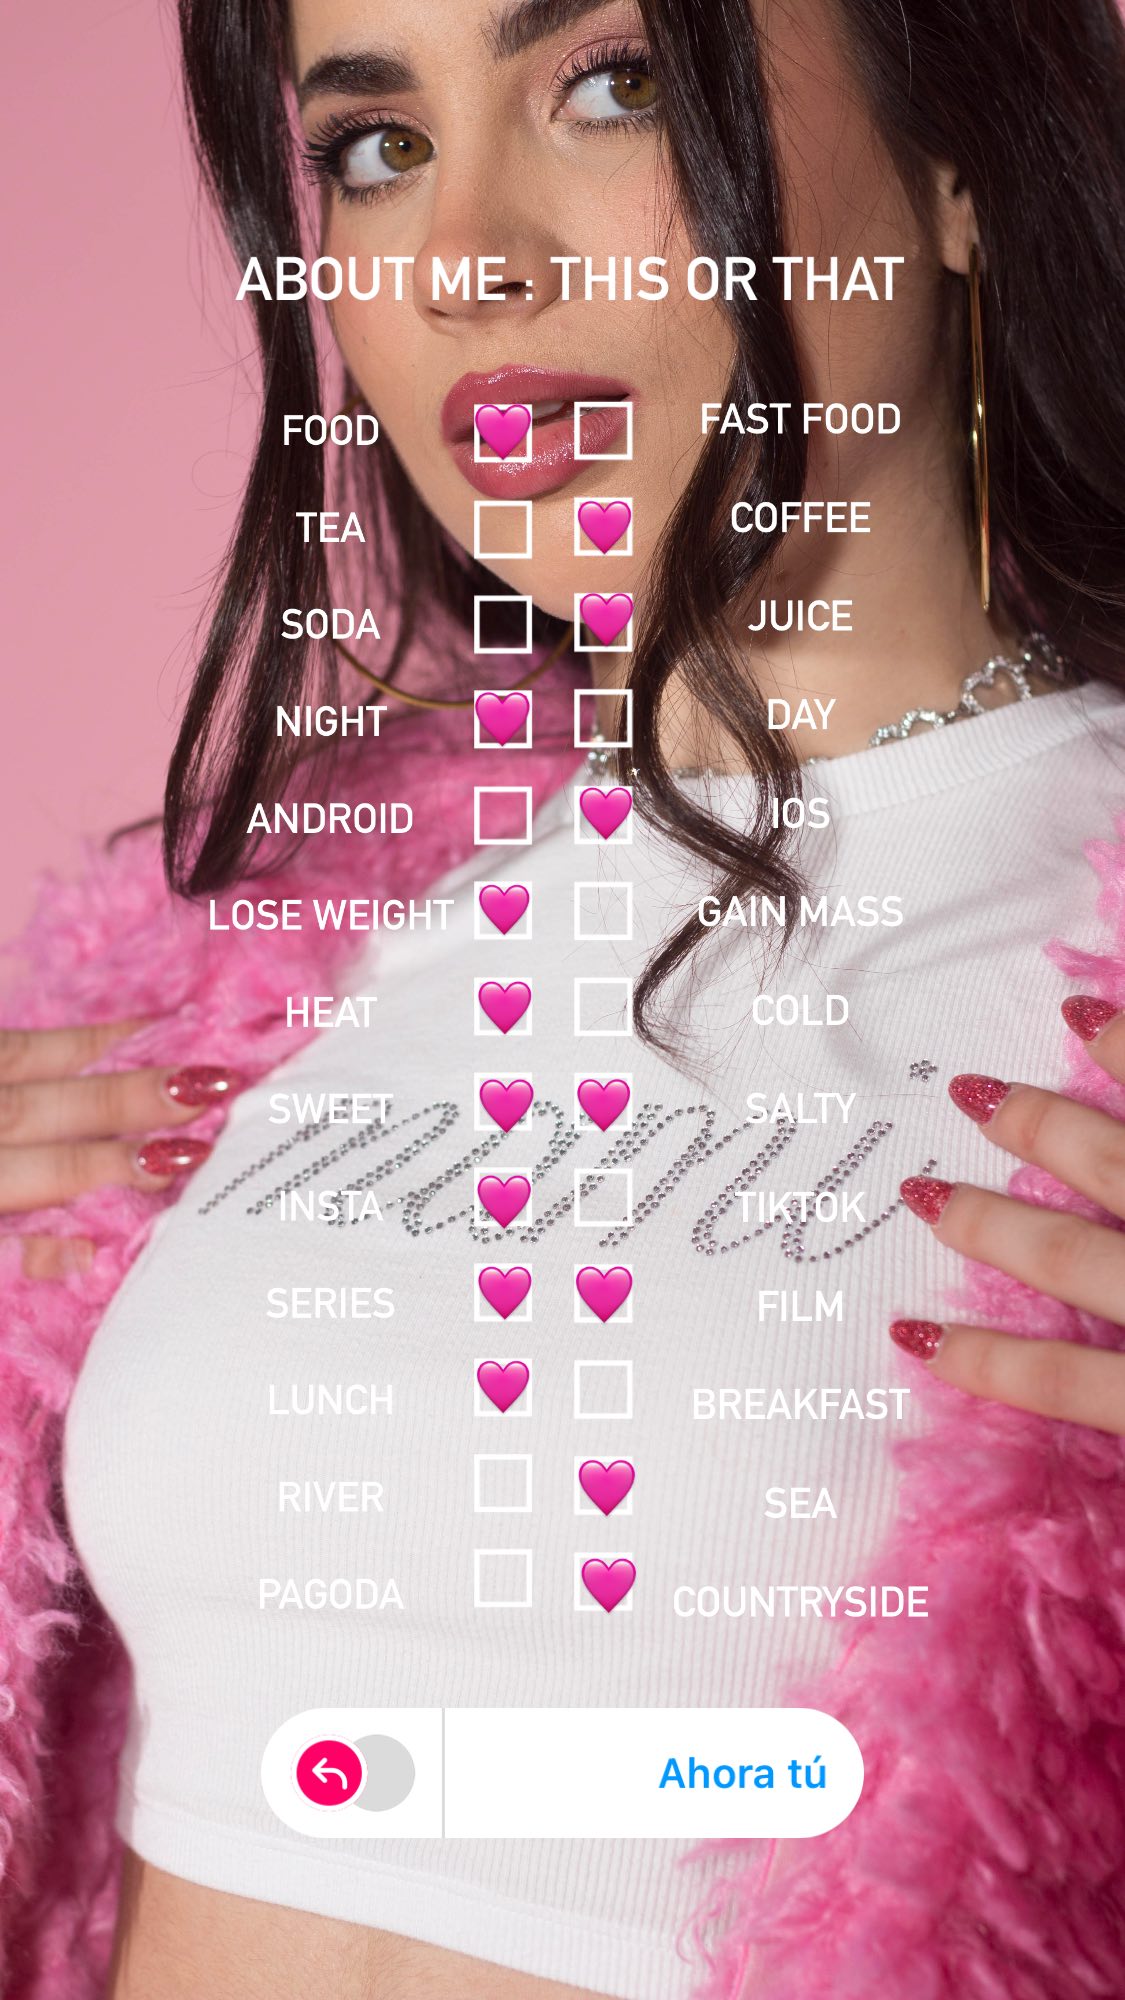 ABOUT ME : THIS OR THAT
FOOD FAST FOOD
TEA COFFEE
SODA JUICE
NIGHT DAY
ANDROID IOS
LOSE WEIGHT GAIN MASS
HEAT COLD
SWEET SALTY
INSTA TIKTOK
SERIES FILM
LUNCH BREAKFAST
RIVER SEA
PAGODA COUNTRYSIDE
Ahora tú